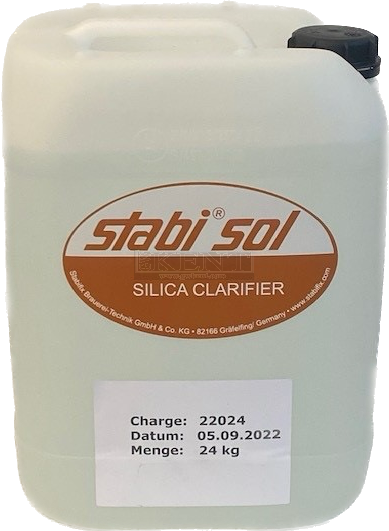 stabi® sol
SILICA CLARIFIER
Stabifix Brauerei-Technik GmbH & Co. KG • 82166 Gräfelfing/ Germany • www.stabifix.com
Charge: 22024
Datum: 05.09.2022
Menge: 24 kg